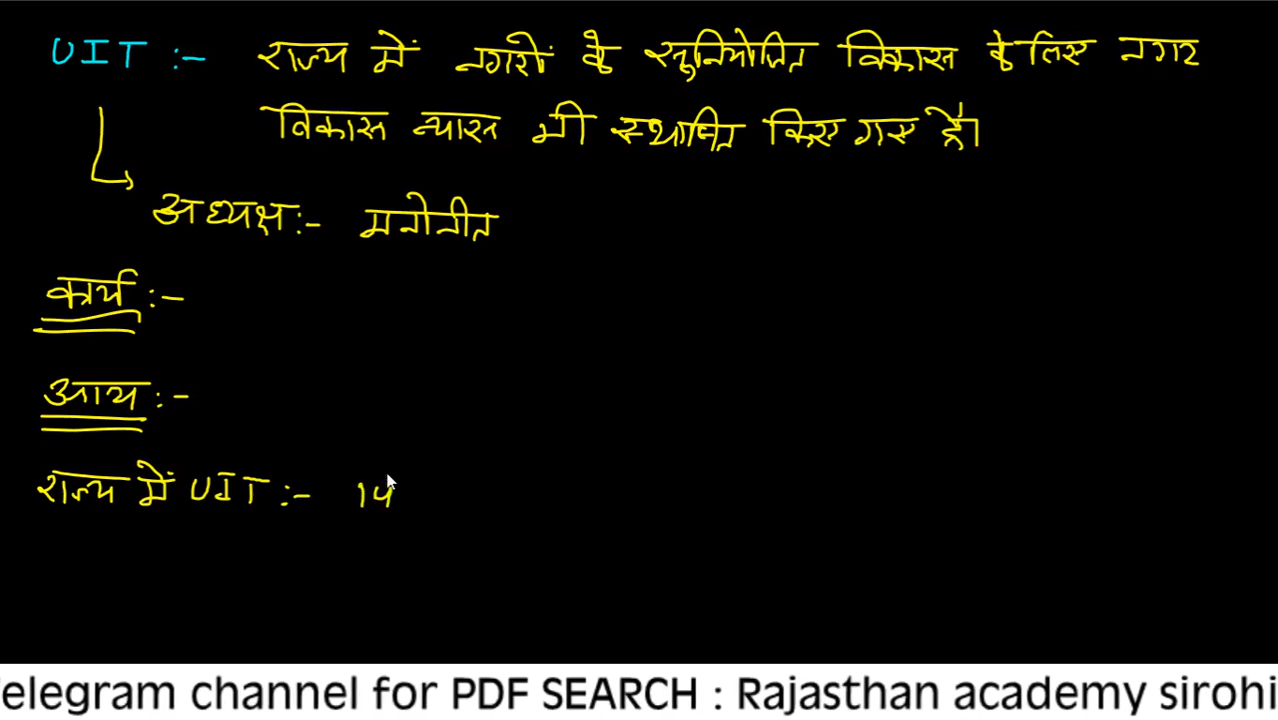 UIT :- राज्य में नगरों के सुनियोजित विकास के लिए नगर
विकास न्यास भी स्थापित किए गए है।
अध्यक्ष :- मनोनीत
कार्य :-
आय :-
राज्य में UIT :- 14
elegram channel for PDF SEARCH : Rajasthan academy sirohi